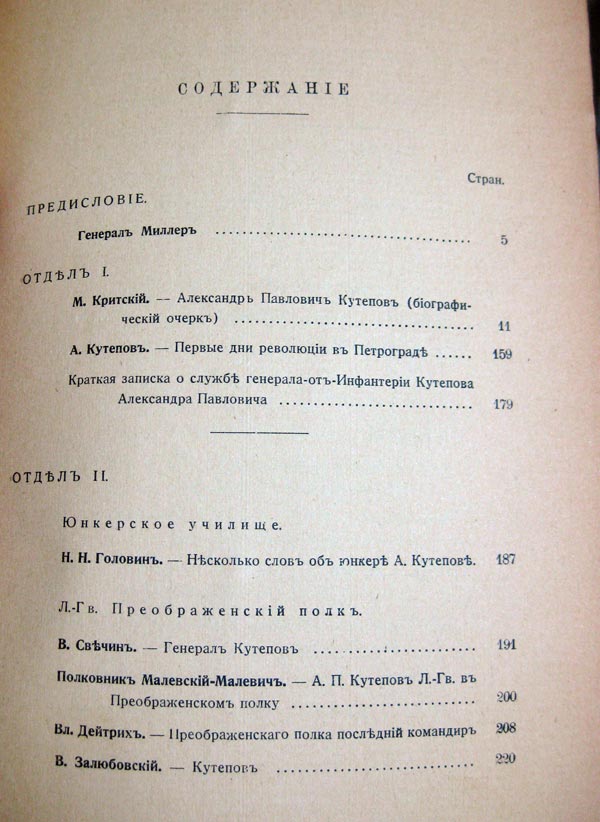 СОДЕРЖАНІЕ
Стран.
ПРЕДИСЛОВІЕ.
Генералъ Миллеръ ........................................ 5
ОТДѢЛЪ I.
М. Критскій. — Александръ Павловичъ Кутеповъ (біографи-
ческій очеркъ) ........................................ 11
А. Кутеповъ. — Первые дни революціи въ Петроградѣ ...... 159
Краткая записка о службѣ генерала-отъ-Инфантеріи Кутепова
Александра Павловича ............................... 179
ОТДѢЛЪ II.
Юнкерское училище.
Н. Н. Головинъ. — Нѣсколько словъ объ юнкерѣ А. Кутеповѣ. 187
Л.-Гв. Преображенскій полкъ.
В. Свѣчинъ. — Генералъ Кутеповъ ...................... 191
Полковникъ Малевскій-Малевичъ. — А. П. Кутеповъ Л.-Гв. въ
Преображенскомъ полку ............................ 200
Вл. Дейтрихъ. — Преображенскаго полка послѣдній командиръ 208
В. Залюбовскій. — Кутеповъ ............................ 220